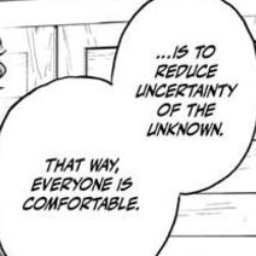 ...IS TO
REDUCE
UNCERTAINTY
OF THE
UNKNOWN.
THAT WAY,
EVERYONE IS
COMFORTABLE.